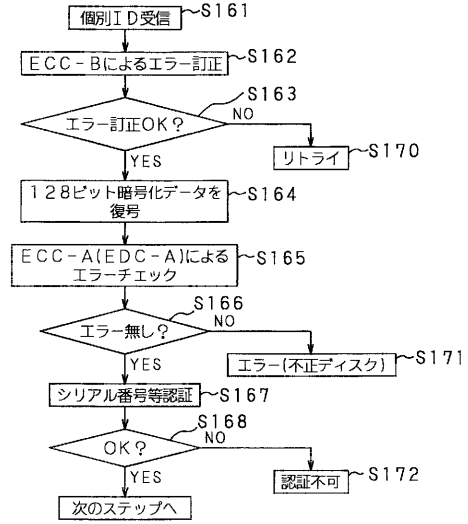 個別ID受信 S161
ECC-Bによるエラー訂正 S162
エラー訂正OK? S163
NO
リトライ S170
YES
128ビット暗号化データを
復号 S164
ECC-A(EDC-A)による
エラーチェック S165
エラー無し? S166
NO
エラー(不正ディスク) S171
YES
シリアル番号等認証 S167
OK? S168
NO
認証不可 S172
YES
次のステップへ